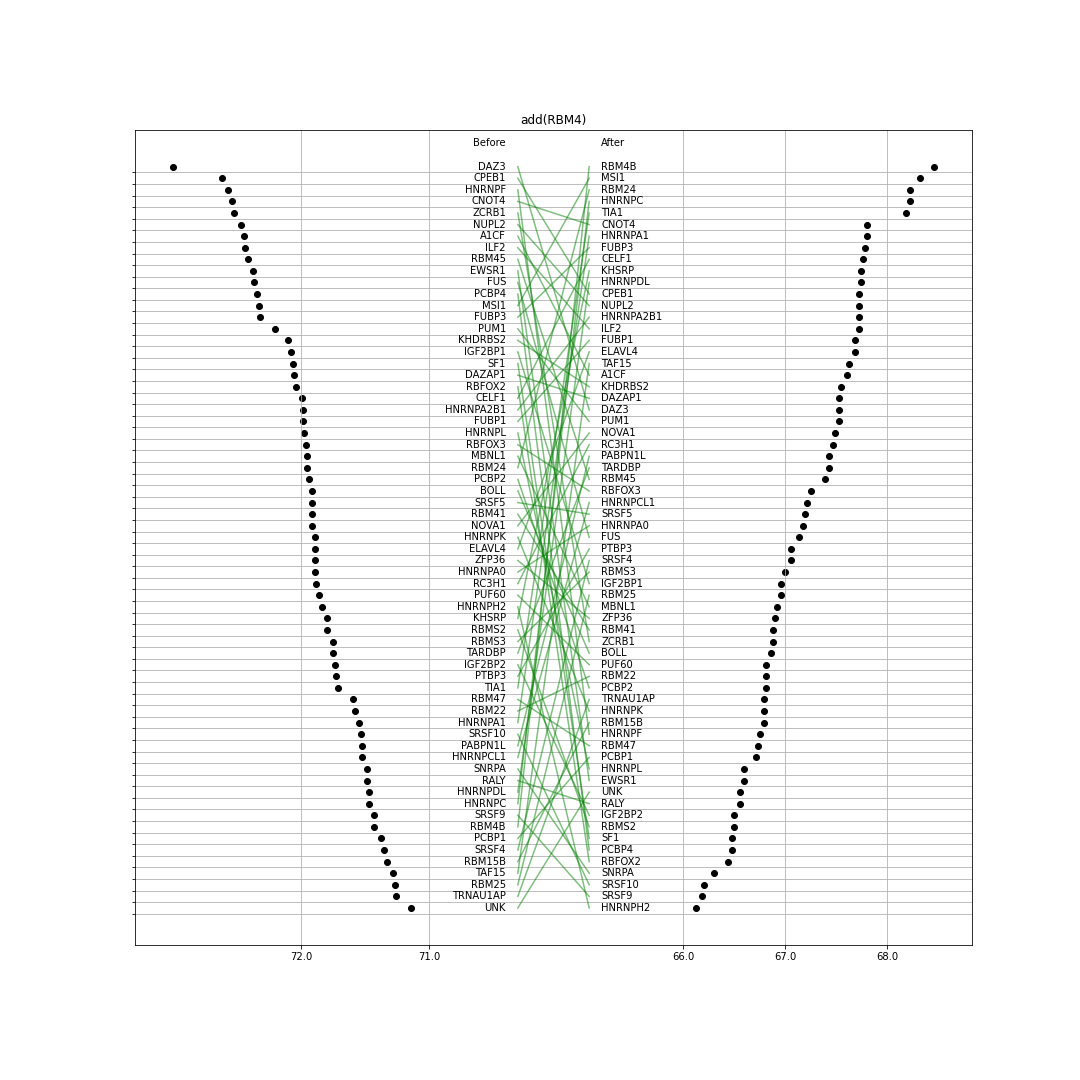 add(RBM4)
Before After
DAZ3 RBM4B
CPEB1 MSI1
HNRNPF RBM24
CNOT4 HNRNPC
ZCRB1 TIA1
NUPL2 CNOT4
A1CF HNRNPA1
ILF2 FUBP3
RBM45 CELF1
EWSR1 KHSRP
FUS HNRNPDL
PCBP4 CPEB1
MSI1 NUPL2
FUBP3 HNRNPA2B1
PUM1 ILF2
KHDRBS2 FUBP1
IGF2BP1 ELAVL4
SF1 TAF15
DAZAP1 A1CF
RBFOX2 KHDRBS2
CELF1 DAZAP1
HNRNPA2B1 DAZ3
FUBP1 PUM1
HNRNPL NOVA1
RBFOX3 RC3H1
MBNL1 PABPN1L
RBM24 TARDBP
PCBP2 RBM45
BOLL RBFOX3
SRSF5 HNRNPCL1
RBM41 SRSF5
NOVA1 HNRNPA0
HNRNPK FUS
ELAVL4 PTBP3
ZFP36 SRSF4
HNRNPA0 RBMS3
RC3H1 IGF2BP1
PUF60 RBM25
HNRNPH2 MBNL1
KHSRP ZFP36
RBMS2 RBM41
RBMS3 ZCRB1
TARDBP BOLL
IGF2BP2 PUF60
PTBP3 RBM22
TIA1 PCBP2
RBM47 TRNAU1AP
RBM22 HNRNPK
HNRNPA1 RBM15B
SRSF10 HNRNPF
PABPN1L RBM47
HNRNPCL1 PCBP1
SNRPA HNRNPL
RALY EWSR1
HNRNPDL UNK
HNRNPC RALY
SRSF9 IGF2BP2
RBM4B RBMS2
PCBP1 SF1
SRSF4 PCBP4
RBM15B RBFOX2
TAF15 SNRPA
RBM25 SRSF10
TRNAU1AP SRSF9
UNK HNRNPH2
72.0 71.0 66.0 67.0 68.0